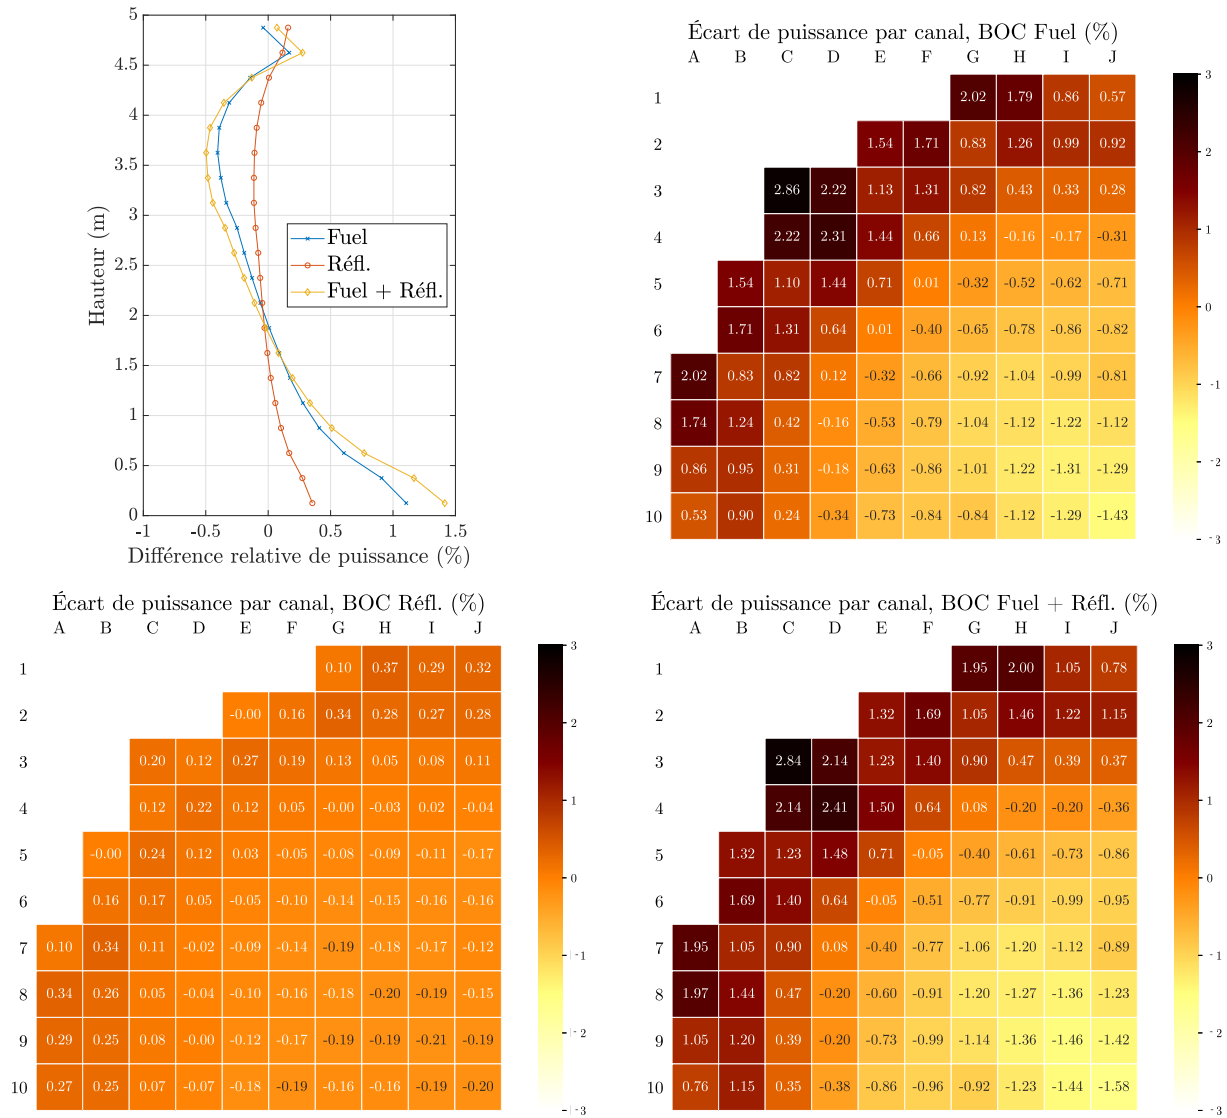 5
4.5
4
3.5
3
2.5
2
1.5
1
0.5
0
-1 -0.5 0 0.5 1 1.5
Hauteur (m)
Différence relative de puissance (%)
Fuel
Réfl.
Fuel + Réfl.
Écart de puissance par canal, BOC Fuel (%)
A B C D E F G H I J
1 2.02 1.79 0.86 0.57
2 1.54 1.71 0.83 1.26 0.99 0.92
3 2.86 2.22 1.13 1.31 0.82 0.43 0.33 0.28
4 2.22 2.31 1.44 0.66 0.13 -0.16 -0.17 -0.31
5 1.54 1.10 1.44 0.71 0.01 -0.32 -0.52 -0.62 -0.71
6 1.71 1.31 0.64 0.01 -0.40 -0.65 -0.78 -0.86 -0.82
7 2.02 0.83 0.82 0.12 -0.32 -0.66 -0.92 -1.04 -0.99 -0.81
8 1.74 1.24 0.42 -0.16 -0.53 -0.79 -1.04 -1.12 -1.22 -1.12
9 0.86 0.95 0.31 -0.18 -0.63 -0.86 -1.01 -1.22 -1.31 -1.29
10 0.53 0.90 0.24 -0.34 -0.73 -0.84 -0.84 -1.12 -1.29 -1.43
3
2
1
0
-1
-2
-3
Écart de puissance par canal, BOC Réfl. (%)
A B C D E F G H I J
1 0.10 0.37 0.29 0.32
2 -0.00 0.16 0.34 0.28 0.27 0.28
3 0.20 0.12 0.27 0.19 0.13 0.05 0.08 0.11
4 0.12 0.22 0.12 0.05 -0.00 -0.03 0.02 -0.04
5 -0.00 0.24 0.12 0.03 -0.05 -0.08 -0.09 -0.11 -0.17
6 0.16 0.17 0.05 -0.05 -0.10 -0.14 -0.15 -0.16 -0.16
7 0.10 0.34 0.11 -0.02 -0.09 -0.14 -0.19 -0.18 -0.17 -0.12
8 0.34 0.26 0.05 -0.04 -0.10 -0.16 -0.18 -0.20 -0.19 -0.15
9 0.29 0.25 0.08 -0.00 -0.12 -0.17 -0.19 -0.19 -0.21 -0.19
10 0.27 0.25 0.07 -0.07 -0.18 -0.19 -0.16 -0.16 -0.19 -0.20
3
2
1
0
-1
-2
-3
Écart de puissance par canal, BOC Fuel + Réfl. (%)
A B C D E F G H I J
1 1.95 2.00 1.05 0.78
2 1.32 1.69 1.05 1.46 1.22 1.15
3 2.84 2.14 1.23 1.40 0.90 0.47 0.39 0.37
4 2.14 2.41 1.50 0.64 0.08 -0.20 -0.20 -0.36
5 1.32 1.23 1.48 0.71 -0.05 -0.40 -0.61 -0.73 -0.86
6 1.69 1.40 0.64 -0.05 -0.51 -0.77 -0.91 -0.99 -0.95
7 1.95 1.05 0.90 0.08 -0.40 -0.77 -1.06 -1.20 -1.12 -0.89
8 1.97 1.44 0.47 -0.20 -0.60 -0.91 -1.20 -1.27 -1.36 -1.23
9 1.05 1.20 0.39 -0.20 -0.73 -0.99 -1.14 -1.36 -1.46 -1.42
10 0.76 1.15 0.35 -0.38 -0.86 -0.96 -0.92 -1.23 -1.44 -1.58
3
2
1
0
-1
-2
-3